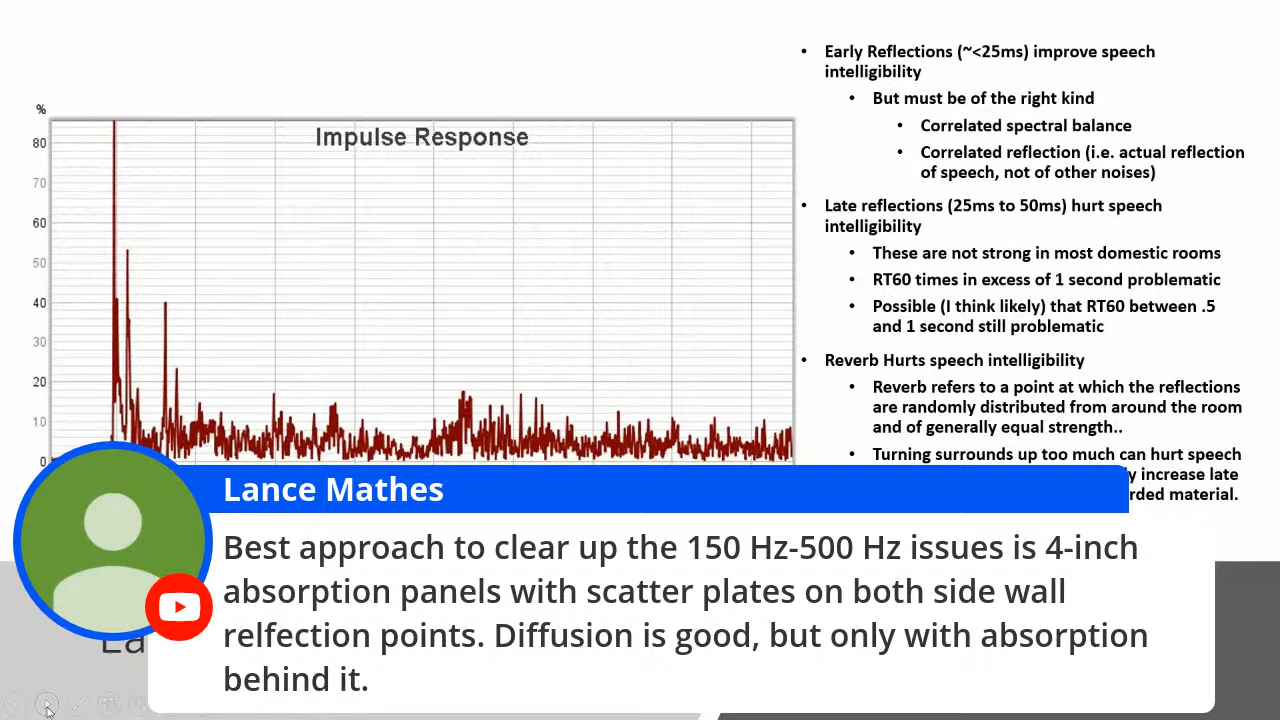 %
Impulse Response
80
70
60
50
40
30
20
10
0
• Early Reflections (~<25ms) improve speech
intelligibility
• But must be of the right kind
• Correlated spectral balance
• Correlated reflection (i.e. actual reflection
of speech, not of other noises)
• Late reflections (25ms to 50ms) hurt speech
intelligibility
• These are not strong in most domestic rooms
• RT60 times in excess of 1 second problematic
• Possible (I think likely) that RT60 between .5
and 1 second still problematic
• Reverb Hurts speech intelligibility
• Reverb refers to a point at which the reflections
are randomly distributed from around the room
and of generally equal strength..
• Turning surrounds up too much can hurt speech
increase late
material.
Lance Mathes
Best approach to clear up the 150 Hz-500 Hz issues is 4-inch
absorption panels with scatter plates on both side wall
relfection points. Diffusion is good, but only with absorption
behind it.